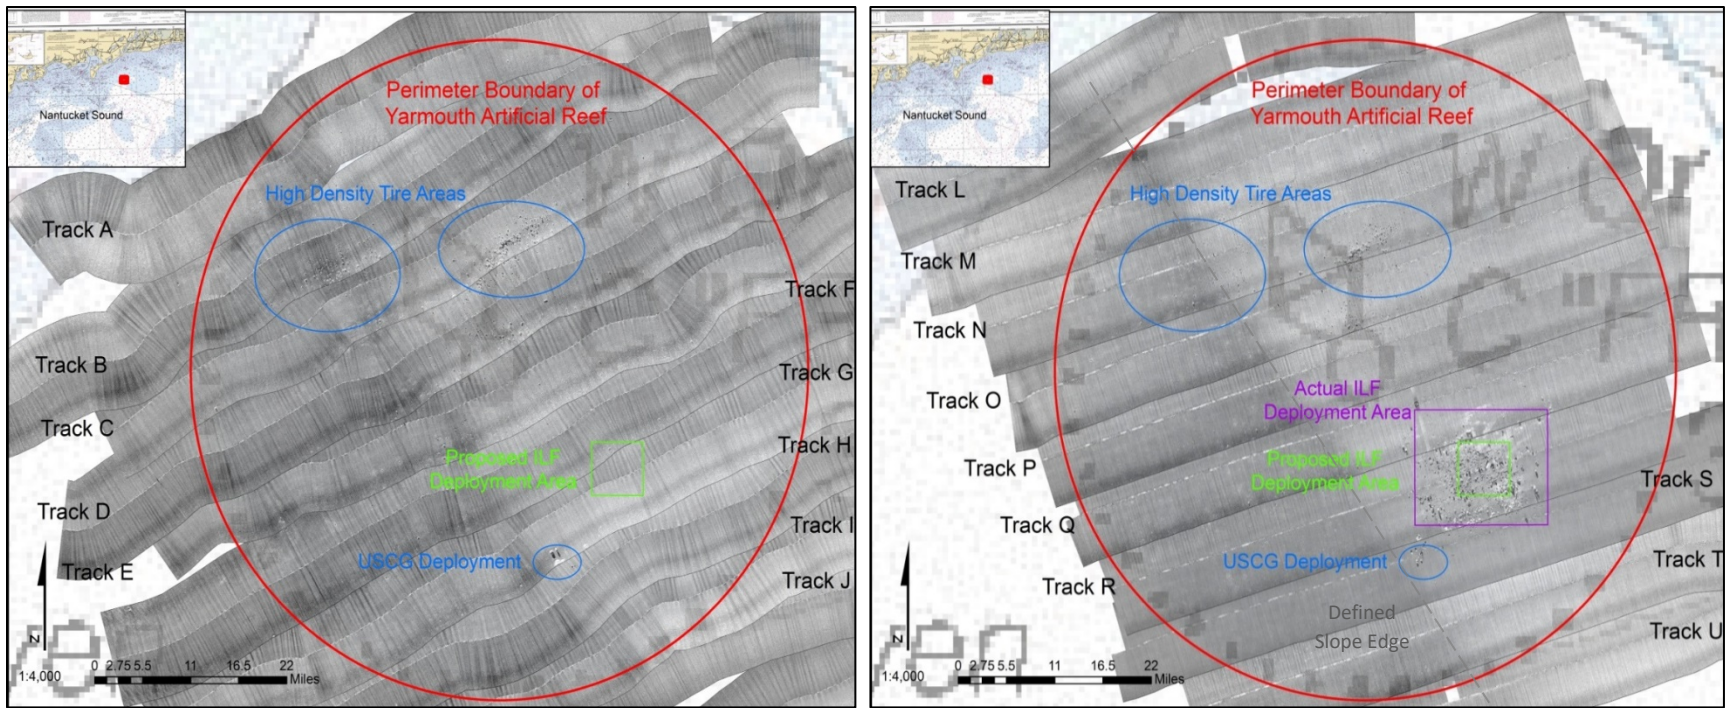 Nantucket Sound
Perimeter Boundary of
Yarmouth Artificial Reef
High Density Tire Areas
Track A
Track F
Track B
Track G
Track C
Track H
Proposed ILF
Deployment Area
Track D
Track I
USCG Deployment
Track E
Track J
N
0 2.75 5.5 11 16.5 22
1:4,000
Miles
Nantucket Sound
Perimeter Boundary of
Yarmouth Artificial Reef
Track L
High Density Tire Areas
Track M
Track N
Actual ILF
Deployment Area
Track O
Proposed ILF
Deployment Area
Track P
Track S
Track Q
USCG Deployment
Track T
Track R
Defined
Slope Edge
Track U
N
0 2.75 5.5 11 16.5 22
1:4,000
Miles